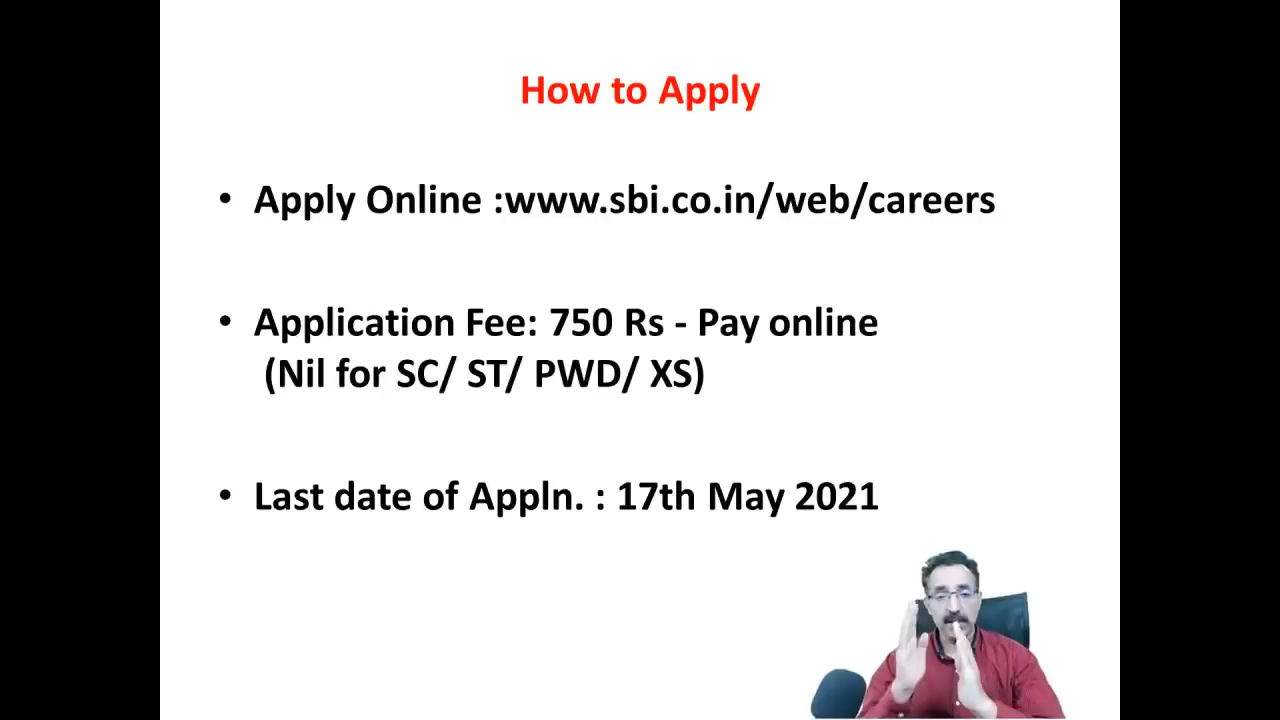 How to Apply
• Apply Online :www.sbi.co.in/web/careers
• Application Fee: 750 Rs - Pay online
(Nil for SC/ ST/ PWD/ XS)
• Last date of Appln. : 17th May 2021